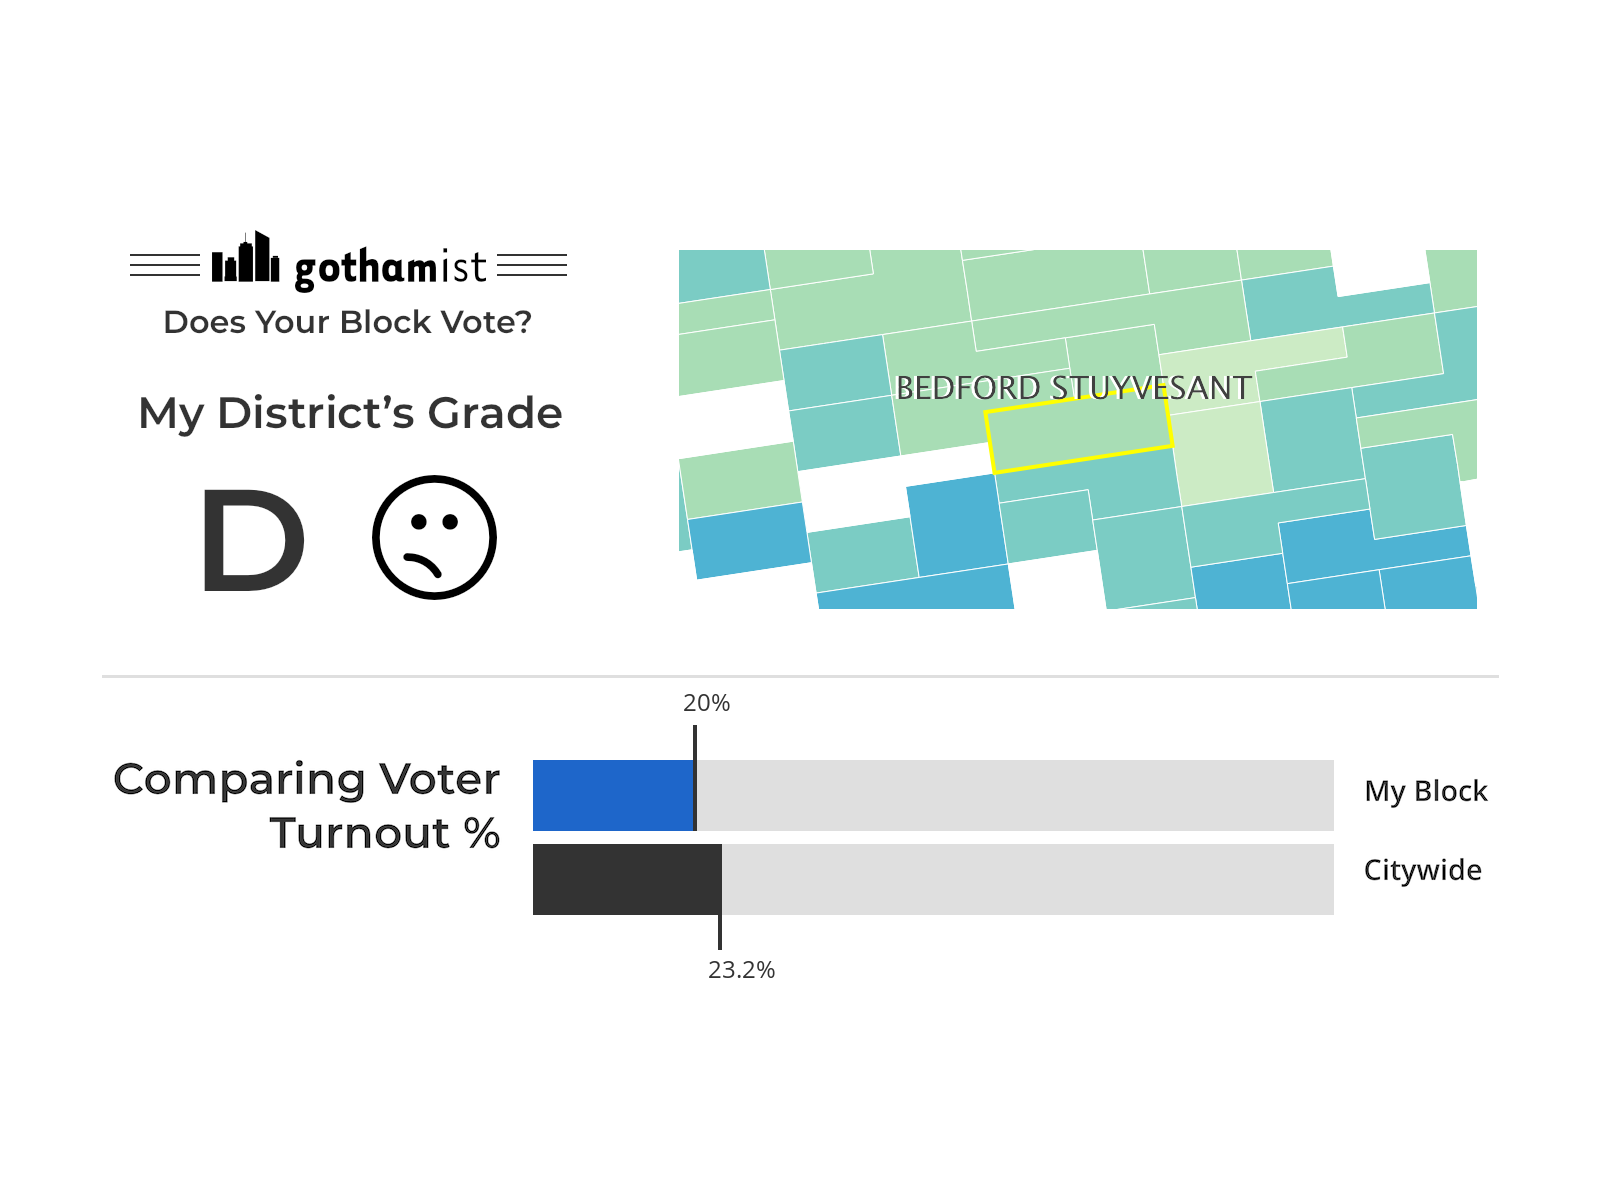 gothamist
Does Your Block Vote?
My District’s Grade
D
BEDFORD STUYVESANT
20%
Comparing Voter
Turnout %
My Block
Citywide
23.2%